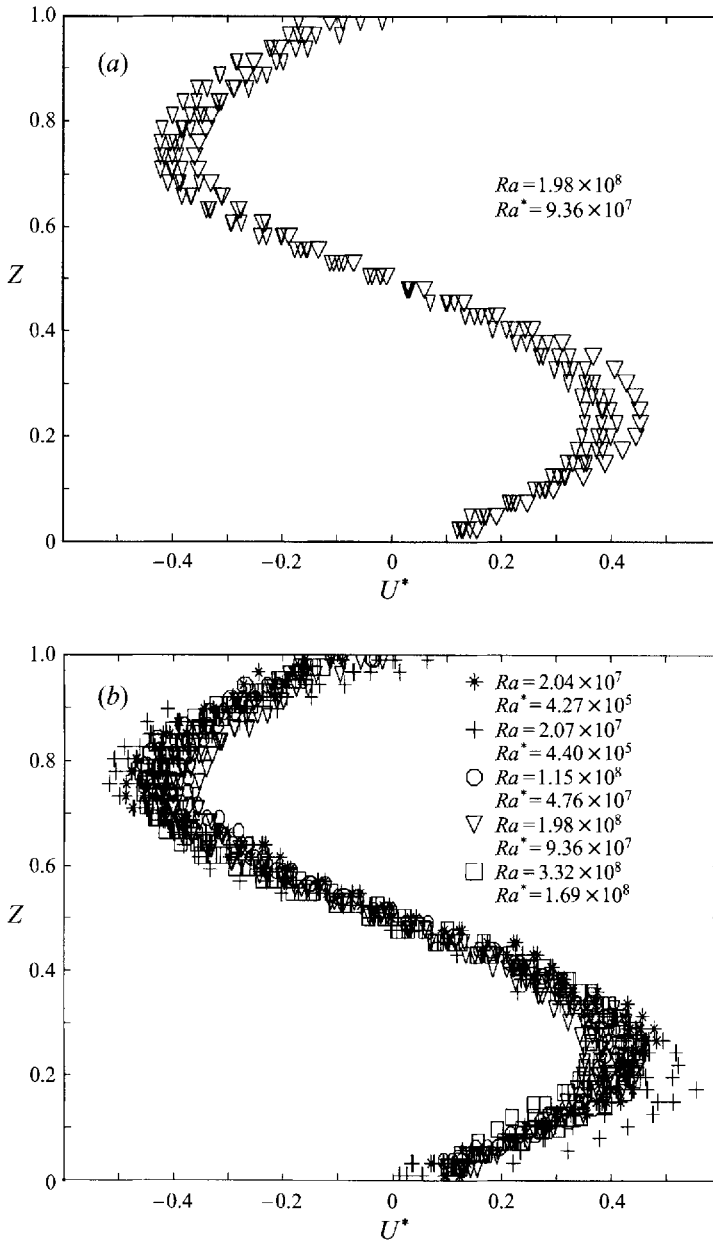 1.0
(a)
0.8
Ra = 1.98 × 10^8
Ra* = 9.36 × 10^7
0.6
Z
0.4
0.2
0
−0.4 −0.2 0 0.2 0.4
U*
1.0
(b)
Ra = 2.04 × 10^7
Ra* = 4.27 × 10^5
Ra = 2.07 × 10^7
Ra* = 4.40 × 10^5
Ra = 1.15 × 10^8
Ra* = 4.76 × 10^7
Ra = 1.98 × 10^8
Ra* = 9.36 × 10^7
Ra = 3.32 × 10^8
Ra* = 1.69 × 10^8
0.8
0.6
Z
0.4
0.2
0
−0.4 −0.2 0 0.2 0.4
U*